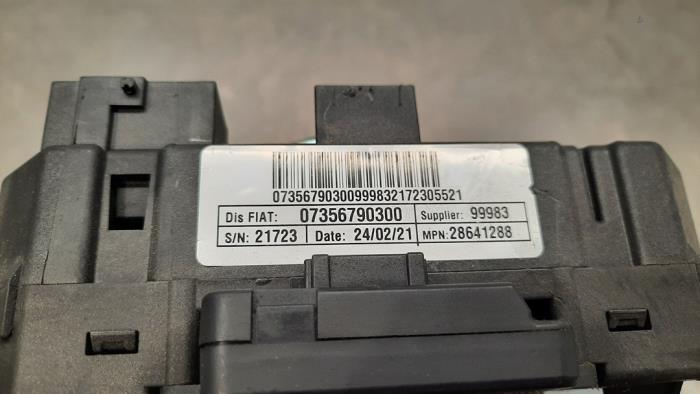 07356790300999832172305521
Dis FIAT: 07356790300 Supplier: 99983
S/N: 21723 Date: 24/02/21 MPN: 28641288